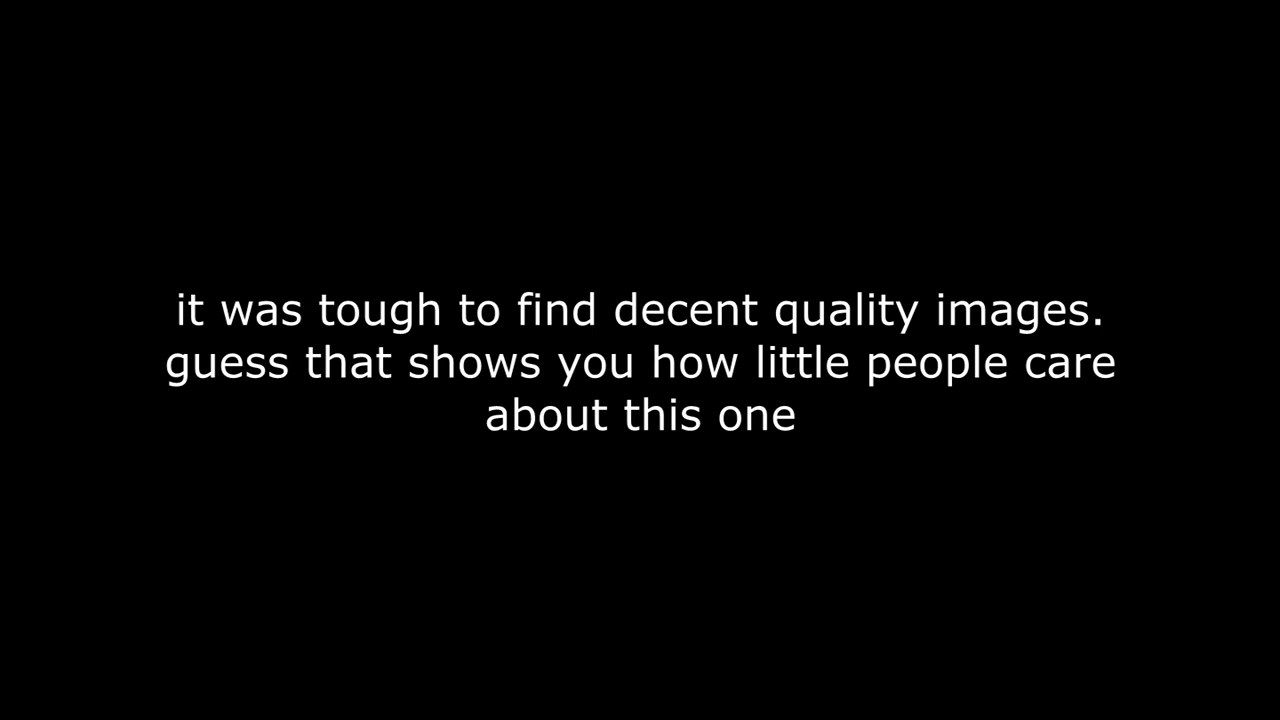 it was tough to find decent quality images.
guess that shows you how little people care
about this one